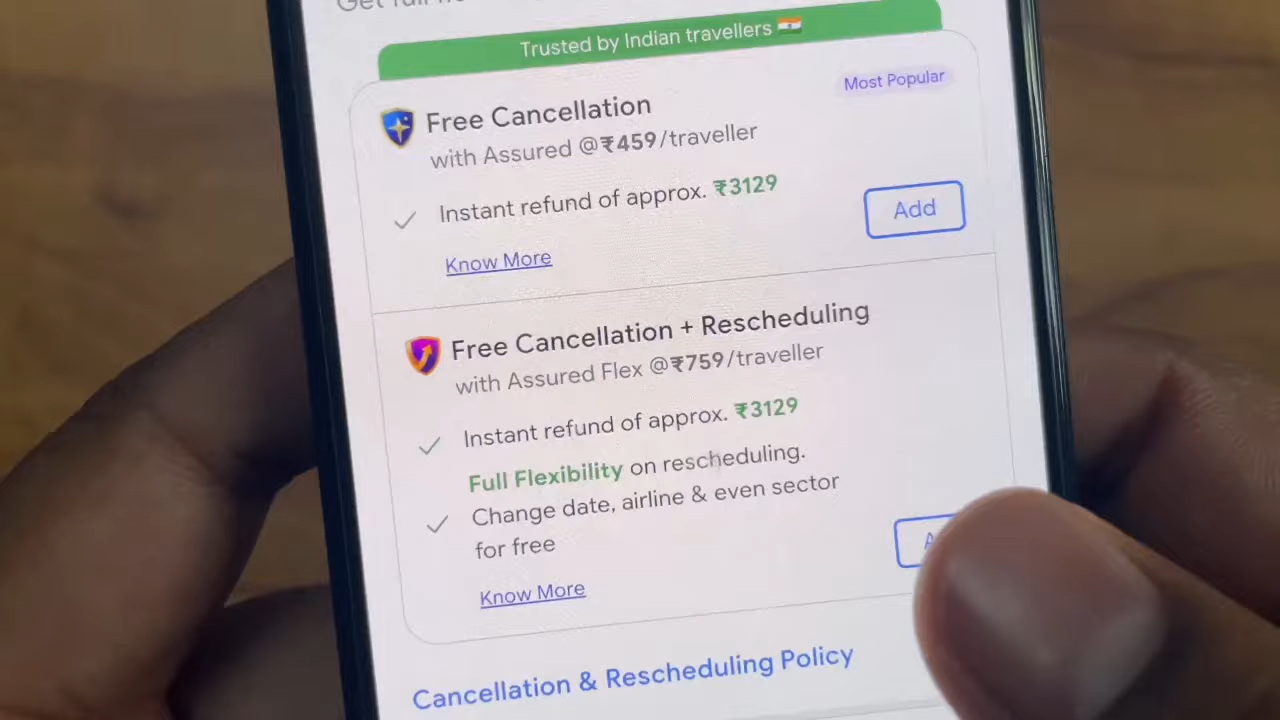 Trusted by Indian travellers 🇮🇳
Most Popular
Free Cancellation
with Assured @₹459/traveller
Instant refund of approx. ₹3129
Add
Know More
Free Cancellation + Rescheduling
with Assured Flex @₹759/traveller
Instant refund of approx. ₹3129
Full Flexibility on rescheduling.
Change date, airline & even sector
for free
Know More
Cancellation & Rescheduling Policy